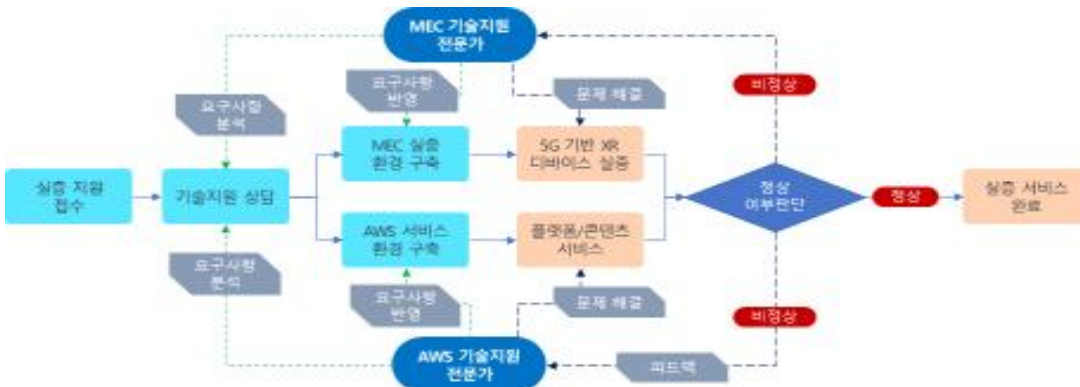 MEC 기술지원
전문가
요구사항
분석
요구사항
반영
문제 해결
비정상
MEC 실증
환경 구축
5G 기반 XR
디바이스 실증
실증 지원
접수
기술지원 상담
정상
여부판단
정상
실증 서비스
완료
AWS 서비스
환경 구축
플랫폼/콘텐츠
서비스
요구사항
분석
요구사항
반영
문제 해결
비정상
AWS 기술지원
전문가
피드백